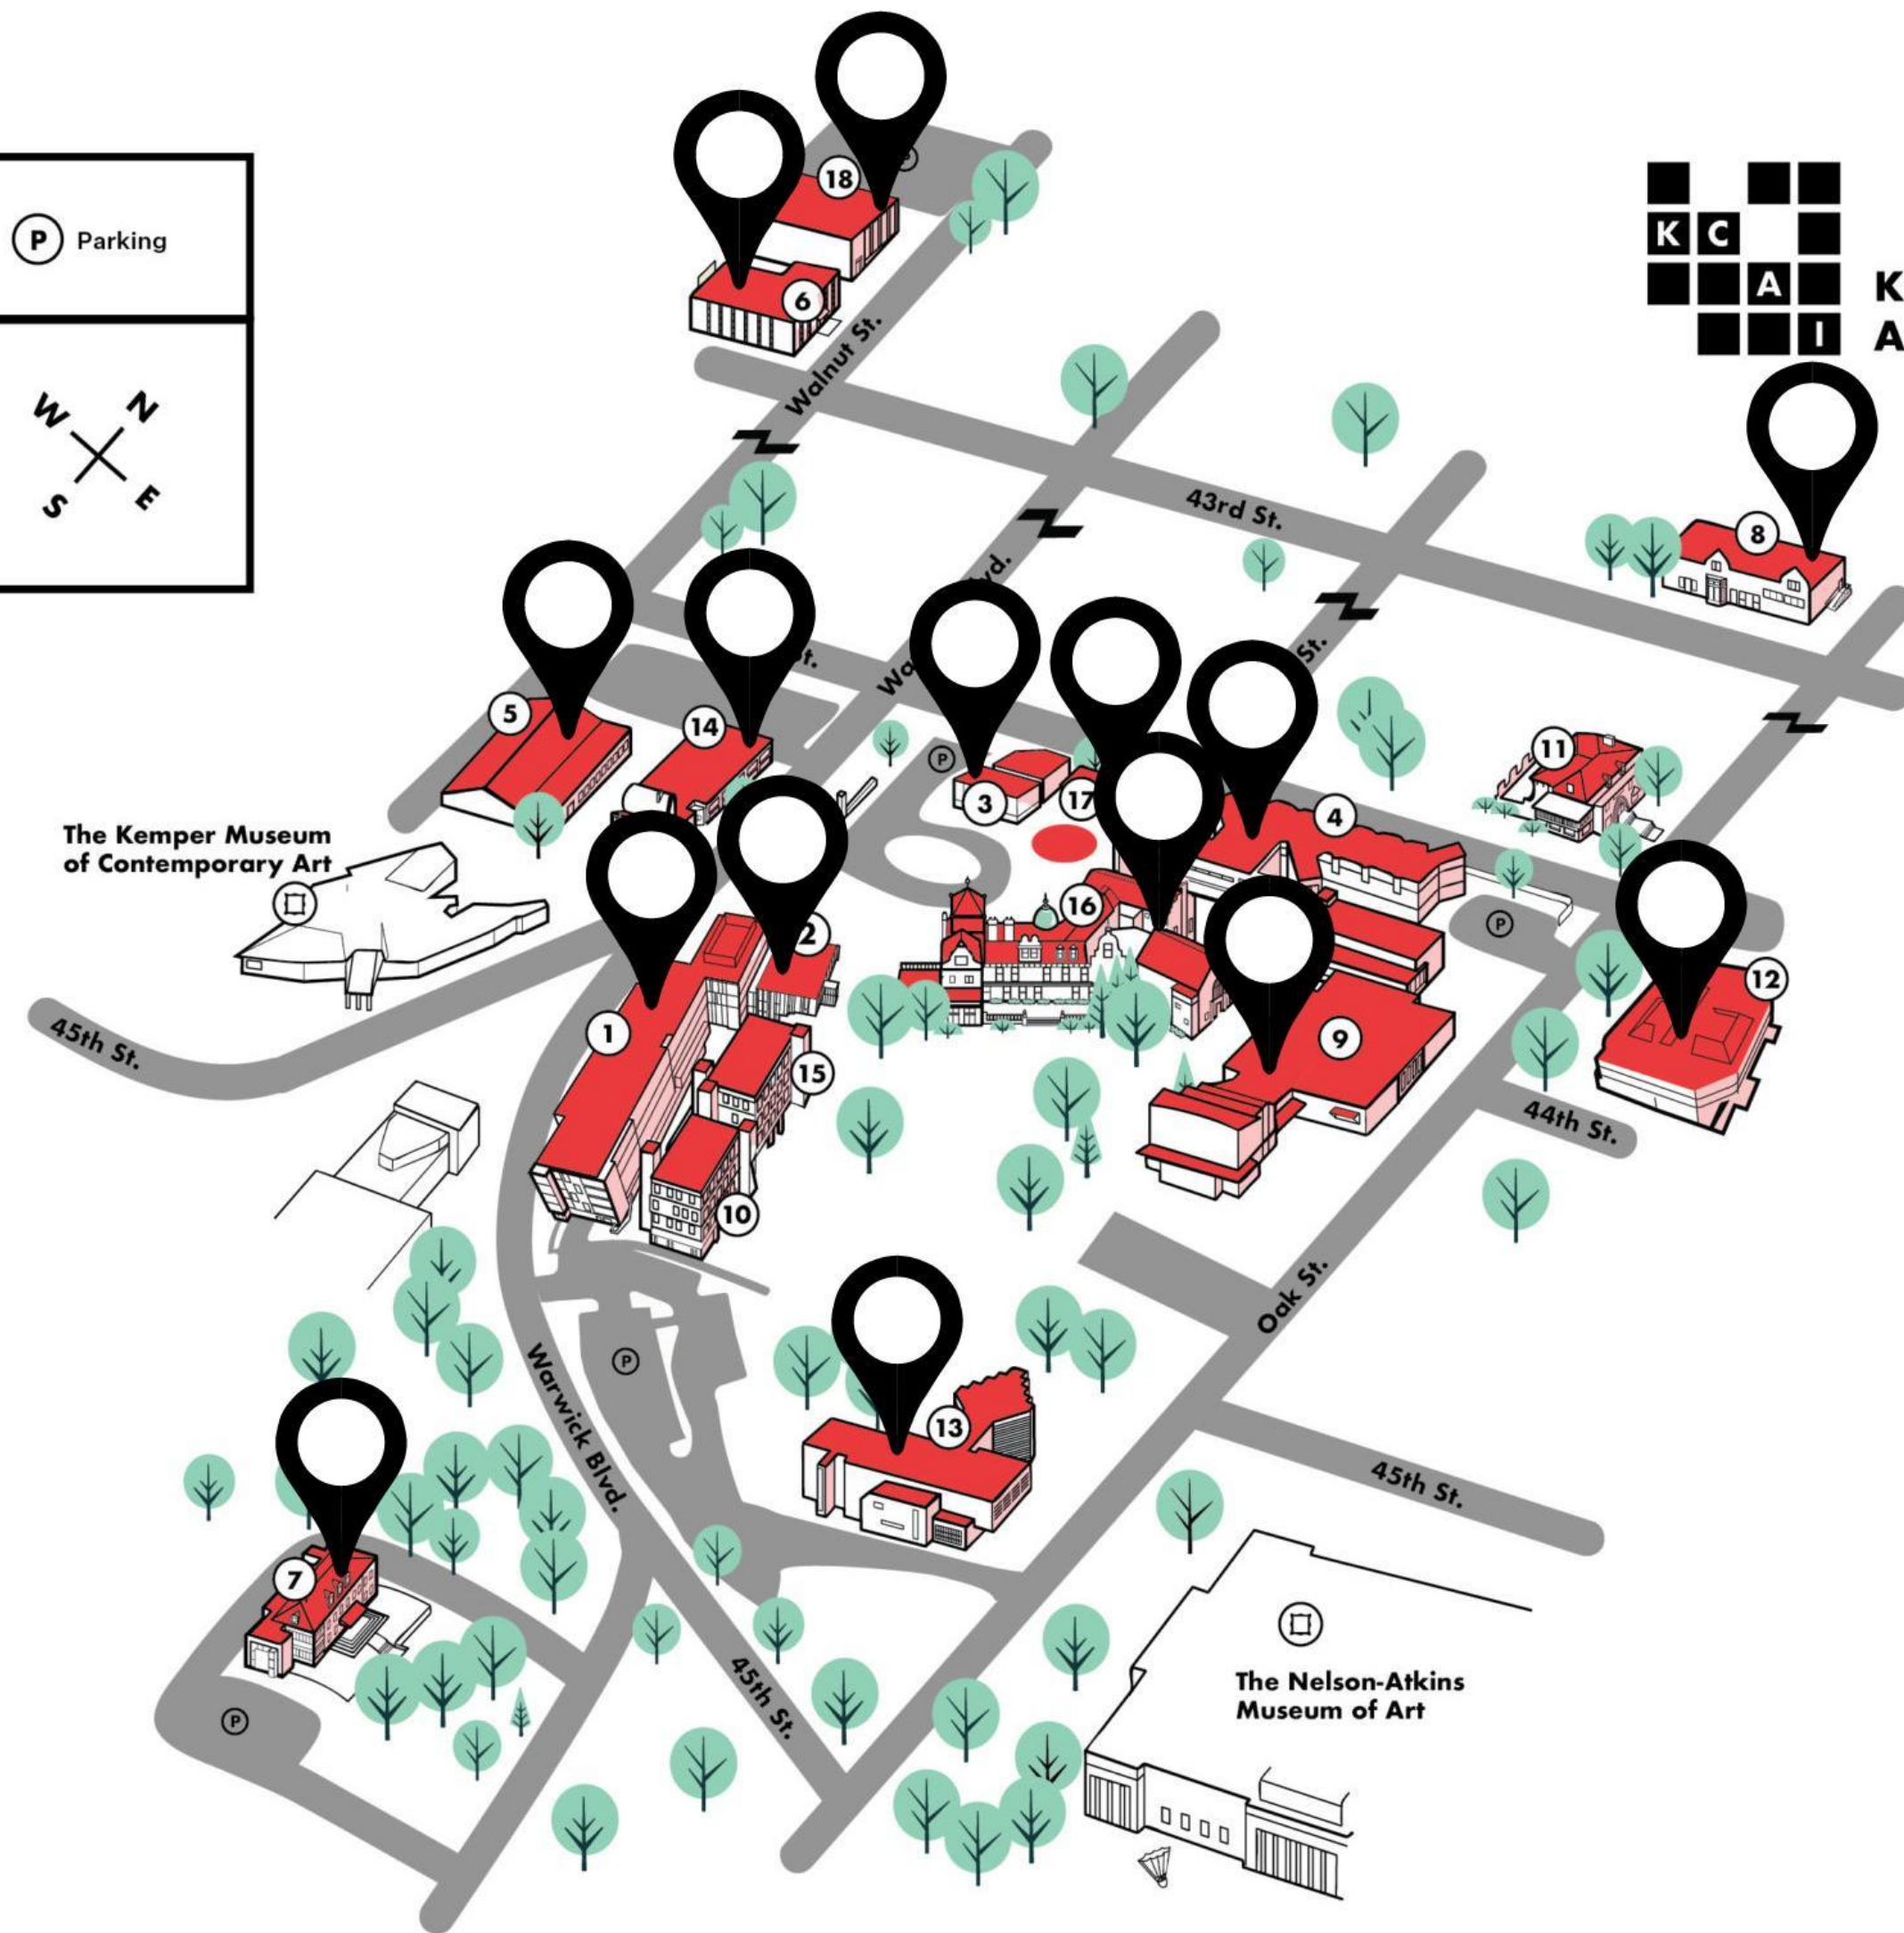 18
P
P Parking
K C
A K
I A
6
Walnut St.
W N
S E
43rd St.
8
vd.
St.
5
14
St.
Wa
11
P
3
17
4
The Kemper Museum
of Contemporary Art
16
P
2
12
1
9
45th St.
15
44th St.
10
Oak St.
P
Warwick Blvd.
13
45th St.
7
The Nelson-Atkins
Museum of Art
45th St.
P